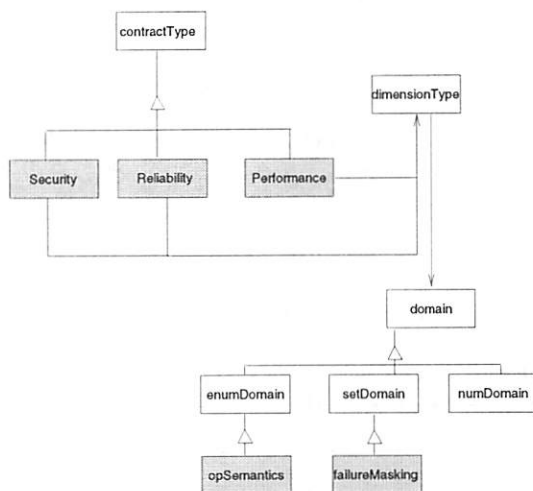 contractType
dimensionType
Security
Reliability
Performance
domain
enumDomain
setDomain
numDomain
opSemantics
failureMasking